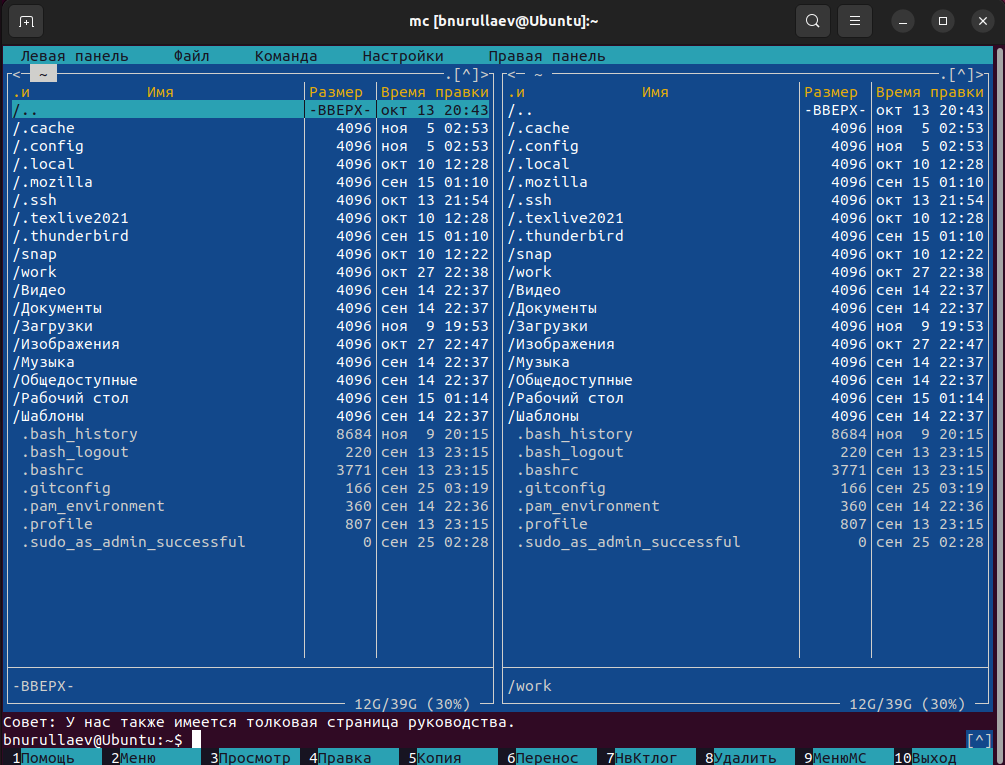 mc [bnurullaev@Ubuntu]:~
Левая панель Файл Команда Настройки Правая панель
<- ~ .[^]> <- ~ .[^]>
.и Имя Размер Время правки .и Имя Размер Время правки
/.. -ВВЕРХ- окт 13 20:43 /.. -ВВЕРХ- окт 13 20:43
/.cache 4096 ноя 5 02:53 /.cache 4096 ноя 5 02:53
/.config 4096 ноя 5 02:53 /.config 4096 ноя 5 02:53
/.local 4096 окт 10 12:28 /.local 4096 окт 10 12:28
/.mozilla 4096 сен 15 01:10 /.mozilla 4096 сен 15 01:10
/.ssh 4096 окт 13 21:54 /.ssh 4096 окт 13 21:54
/.texlive2021 4096 окт 10 12:28 /.texlive2021 4096 окт 10 12:28
/.thunderbird 4096 сен 15 01:10 /.thunderbird 4096 сен 15 01:10
/snap 4096 окт 10 12:22 /snap 4096 окт 10 12:22
/work 4096 окт 27 22:38 /work 4096 окт 27 22:38
/Видео 4096 сен 14 22:37 /Видео 4096 сен 14 22:37
/Документы 4096 сен 14 22:37 /Документы 4096 сен 14 22:37
/Загрузки 4096 ноя 9 19:53 /Загрузки 4096 ноя 9 19:53
/Изображения 4096 окт 27 22:47 /Изображения 4096 окт 27 22:47
/Музыка 4096 сен 14 22:37 /Музыка 4096 сен 14 22:37
/Общедоступные 4096 сен 14 22:37 /Общедоступные 4096 сен 14 22:37
/Рабочий стол 4096 сен 15 01:14 /Рабочий стол 4096 сен 15 01:14
/Шаблоны 4096 сен 14 22:37 /Шаблоны 4096 сен 14 22:37
.bash_history 8684 ноя 9 20:15 .bash_history 8684 ноя 9 20:15
.bash_logout 220 сен 13 23:15 .bash_logout 220 сен 13 23:15
.bashrc 3771 сен 13 23:15 .bashrc 3771 сен 13 23:15
.gitconfig 166 сен 25 03:19 .gitconfig 166 сен 25 03:19
.pam_environment 360 сен 14 22:36 .pam_environment 360 сен 14 22:36
.profile 807 сен 13 23:15 .profile 807 сен 13 23:15
.sudo_as_admin_successful 0 сен 25 02:28 .sudo_as_admin_successful 0 сен 25 02:28
-ВВЕРХ- /work
12G/39G (30%) 12G/39G (30%)
Совет: У нас также имеется толковая страница руководства.
bnurullaev@Ubuntu:~$ [^]
1Помощь 2Меню 3Просмотр 4Правка 5Копия 6Перенос 7НвКтлог 8Удалить 9МенюMC 10Выход